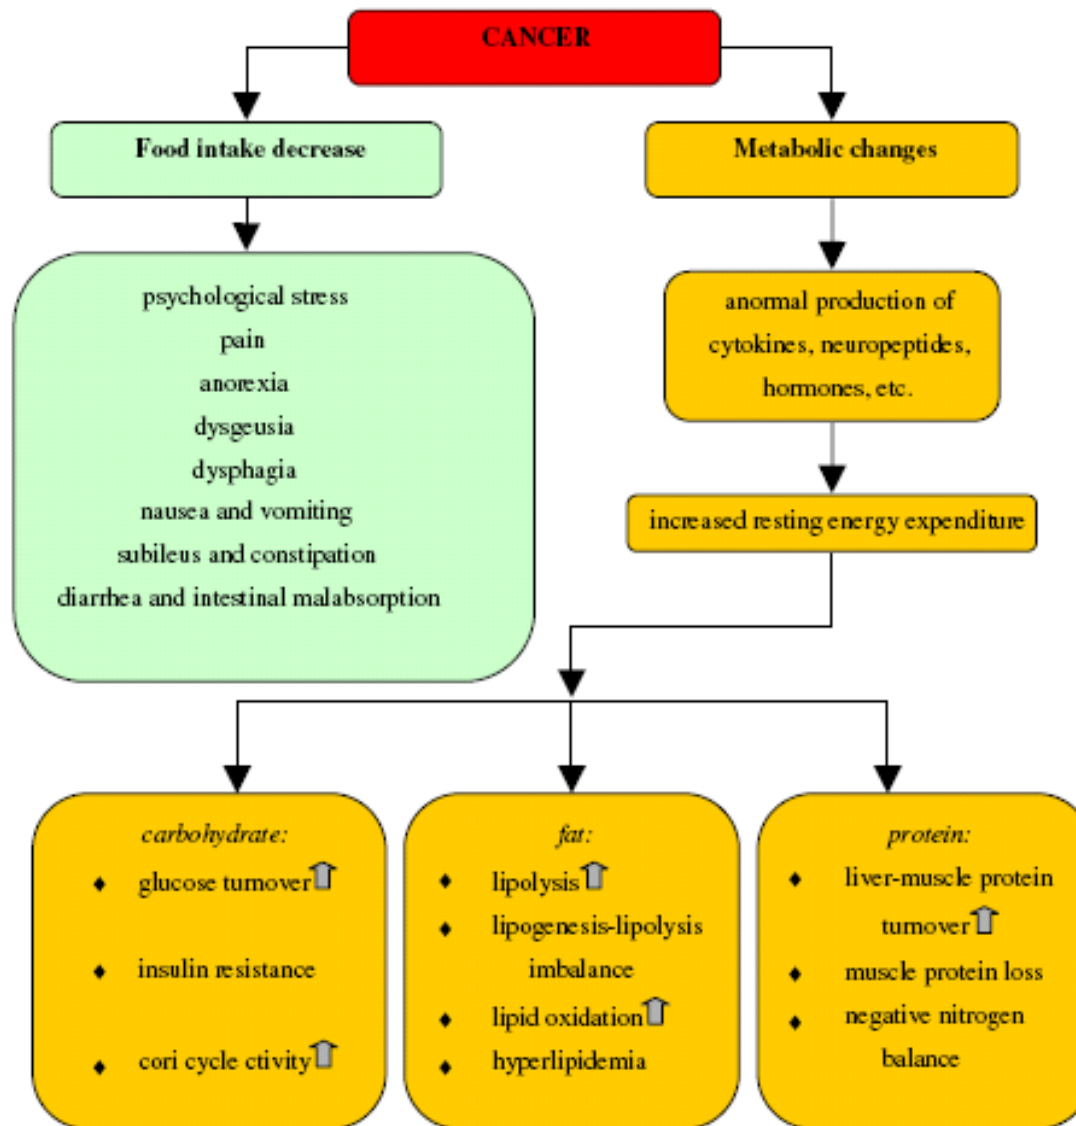 CANCER
Food intake decrease
Metabolic changes
psychological stress
pain
anorexia
dysgeusia
dysphagia
nausea and vomiting
subileus and constipation
diarrhea and intestinal malabsorption
anormal production of
cytokines, neuropeptides,
hormones, etc.
increased resting energy expenditure
carbohydrate:
♦ glucose turnover⇧
♦ insulin resistance
♦ cori cycle ctivity⇧
fat:
♦ lipolysis⇧
♦ lipogenesis-lipolysis
imbalance
♦ lipid oxidation⇧
♦ hyperlipidemia
protein:
♦ liver-muscle protein
turnover⇧
♦ muscle protein loss
♦ negative nitrogen
balance